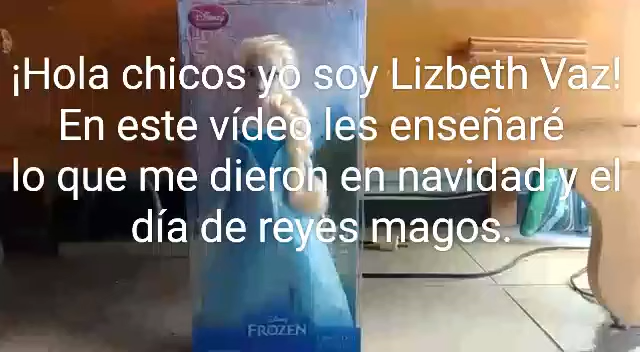 Disney
¡Hola chicos yo soy Lizbeth Vaz!
En este vídeo les enseñaré
lo que me dieron en navidad y el
día de reyes magos.
Disney
FROZEN